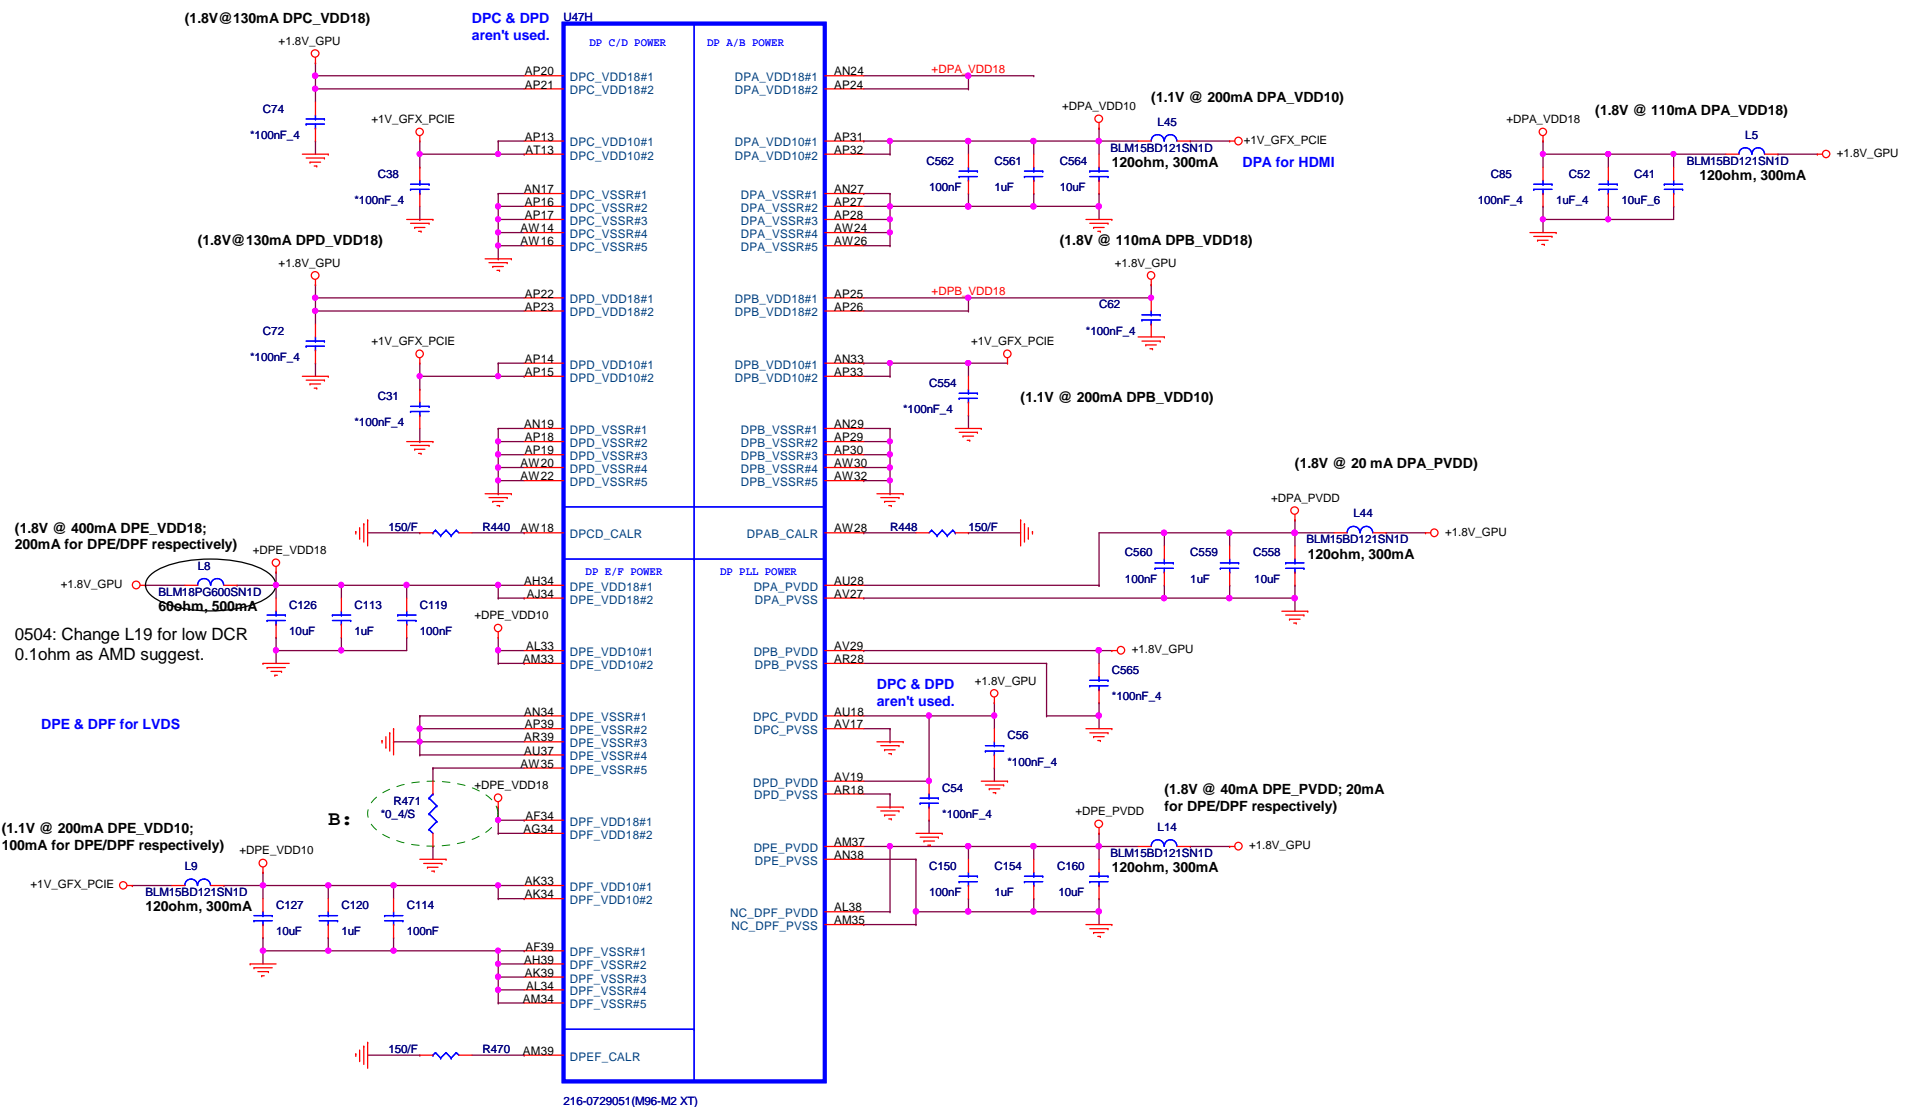 (1.8V@130mA DPC_VDD18)
+1.8V_GPU
C74
*100nF_4
+1V_GFX_PCIE
C38
*100nF_4
(1.8V@130mA DPD_VDD18)
+1.8V_GPU
C72
*100nF_4
+1V_GFX_PCIE
C31
*100nF_4
DPC & DPD
aren't used.
U47H
DP C/D POWER
DP A/B POWER
AP20 DPC_VDD18#1
AP21 DPC_VDD18#2
AP13 DPC_VDD10#1
AT13 DPC_VDD10#2
AN17 DPC_VSSR#1
AP16 DPC_VSSR#2
AP17 DPC_VSSR#3
AW14 DPC_VSSR#4
AW16 DPC_VSSR#5
AP22 DPD_VDD18#1
AP23 DPD_VDD18#2
AP14 DPD_VDD10#1
AP15 DPD_VDD10#2
AN19 DPD_VSSR#1
AP18 DPD_VSSR#2
AP19 DPD_VSSR#3
AW20 DPD_VSSR#4
AW22 DPD_VSSR#5
150/F R440 AW18 DPCD_CALR
DPA_VDD18#1 AN24 +DPA_VDD18
DPA_VDD18#2 AP24
DPA_VDD10#1 AP31
DPA_VDD10#2 AP32
DPA_VSSR#1 AN27
DPA_VSSR#2 AP27
DPA_VSSR#3 AP28
DPA_VSSR#4 AW24
DPA_VSSR#5 AW26
DPB_VDD18#1 AP25 +DPB_VDD18
DPB_VDD18#2 AP26
DPB_VDD10#1 AN33
DPB_VDD10#2 AP33
DPB_VSSR#1 AN29
DPB_VSSR#2 AP29
DPB_VSSR#3 AP30
DPB_VSSR#4 AW30
DPB_VSSR#5 AW32
DPAB_CALR AW28 R448 150/F
(1.1V @ 200mA DPA_VDD10)
+DPA_VDD10
L45
+1V_GFX_PCIE
BLM15BD121SN1D
120ohm, 300mA
DPA for HDMI
C562
100nF
C561
1uF
C564
10uF
(1.8V @ 110mA DPA_VDD18)
+DPA_VDD18
L5
+1.8V_GPU
BLM15BD121SN1D
120ohm, 300mA
C85
100nF_4
C52
1uF_4
C41
10uF_6
(1.8V @ 110mA DPB_VDD18)
+1.8V_GPU
C62
*100nF_4
+1V_GFX_PCIE
C554
*100nF_4
(1.1V @ 200mA DPB_VDD10)
(1.8V @ 20 mA DPA_PVDD)
+DPA_PVDD
L44
+1.8V_GPU
BLM15BD121SN1D
120ohm, 300mA
C560
100nF
C559
1uF
C558
10uF
(1.8V @ 400mA DPE_VDD18;
200mA for DPE/DPF respectively)
+DPE_VDD18
L8
+1.8V_GPU
BLM18PG600SN1D
60ohm, 500mA
C126
10uF
C113
1uF
C119
100nF
0504: Change L19 for low DCR
0.1ohm as AMD suggest.
+DPE_VDD10
DPE & DPF for LVDS
DP E/F POWER
DP PLL POWER
AH34 DPE_VDD18#1
AJ34 DPE_VDD18#2
AL33 DPE_VDD10#1
AM33 DPE_VDD10#2
AN34 DPE_VSSR#1
AP39 DPE_VSSR#2
AR39 DPE_VSSR#3
AU37 DPE_VSSR#4
AW35 DPE_VSSR#5
+DPE_VDD18
R471
*0_4/S
B:
AF34 DPF_VDD18#1
AG34 DPF_VDD18#2
AK33 DPF_VDD10#1
AK34 DPF_VDD10#2
AF39 DPF_VSSR#1
AH39 DPF_VSSR#2
AK39 DPF_VSSR#3
AL34 DPF_VSSR#4
AM34 DPF_VSSR#5
150/F R470 AM39 DPEF_CALR
(1.1V @ 200mA DPE_VDD10;
100mA for DPE/DPF respectively)
+DPE_VDD10
L9
+1V_GFX_PCIE
BLM15BD121SN1D
120ohm, 300mA
C127
10uF
C120
1uF
C114
100nF
DPA_PVDD AU28
DPA_PVSS AV27
DPB_PVDD AV29
DPB_PVSS AR28
+1.8V_GPU
C565
*100nF_4
DPC & DPD
aren't used.
+1.8V_GPU
DPC_PVDD AU18
DPC_PVSS AV17
C56
*100nF_4
DPD_PVDD AV19
DPD_PVSS AR18
C54
*100nF_4
(1.8V @ 40mA DPE_PVDD; 20mA
for DPE/DPF respectively)
+DPE_PVDD
L14
+1.8V_GPU
BLM15BD121SN1D
120ohm, 300mA
DPE_PVDD AM37
DPE_PVSS AN38
C150
100nF
C154
1uF
C160
10uF
NC_DPF_PVDD AL38
NC_DPF_PVSS AM35
216-0729051(M96-M2 XT)